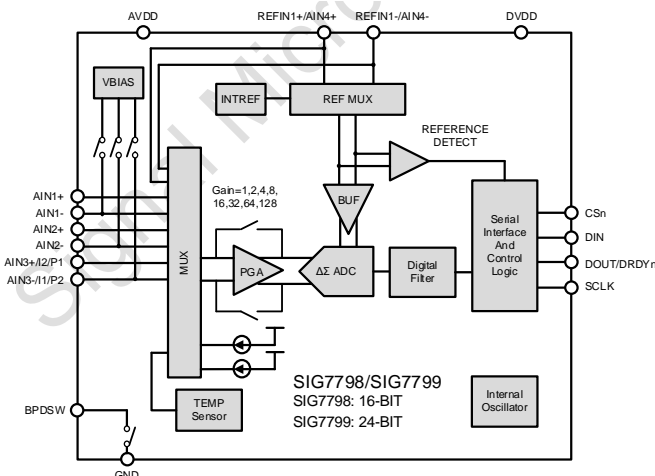 AVDD
REFIN1+/AIN4+
REFIN1-/AIN4-
DVDD
VBIAS
INTREF
REF MUX
REFERENCE
DETECT
AIN1+
AIN1-
AIN2+
AIN2-
AIN3+/I2/P1
AIN3-/I1/P2
MUX
Gain=1,2,4,8,
16,32,64,128
BUF
PGA
ΔΣ ADC
Digital
Filter
Serial
Interface
And
Control
Logic
CSn
DIN
DOUT/DRDYn
SCLK
SIG7798/SIG7799
SIG7798: 16-BIT
SIG7799: 24-BIT
TEMP
Sensor
Internal
Oscillator
BPDSW
GND
Signal Micro